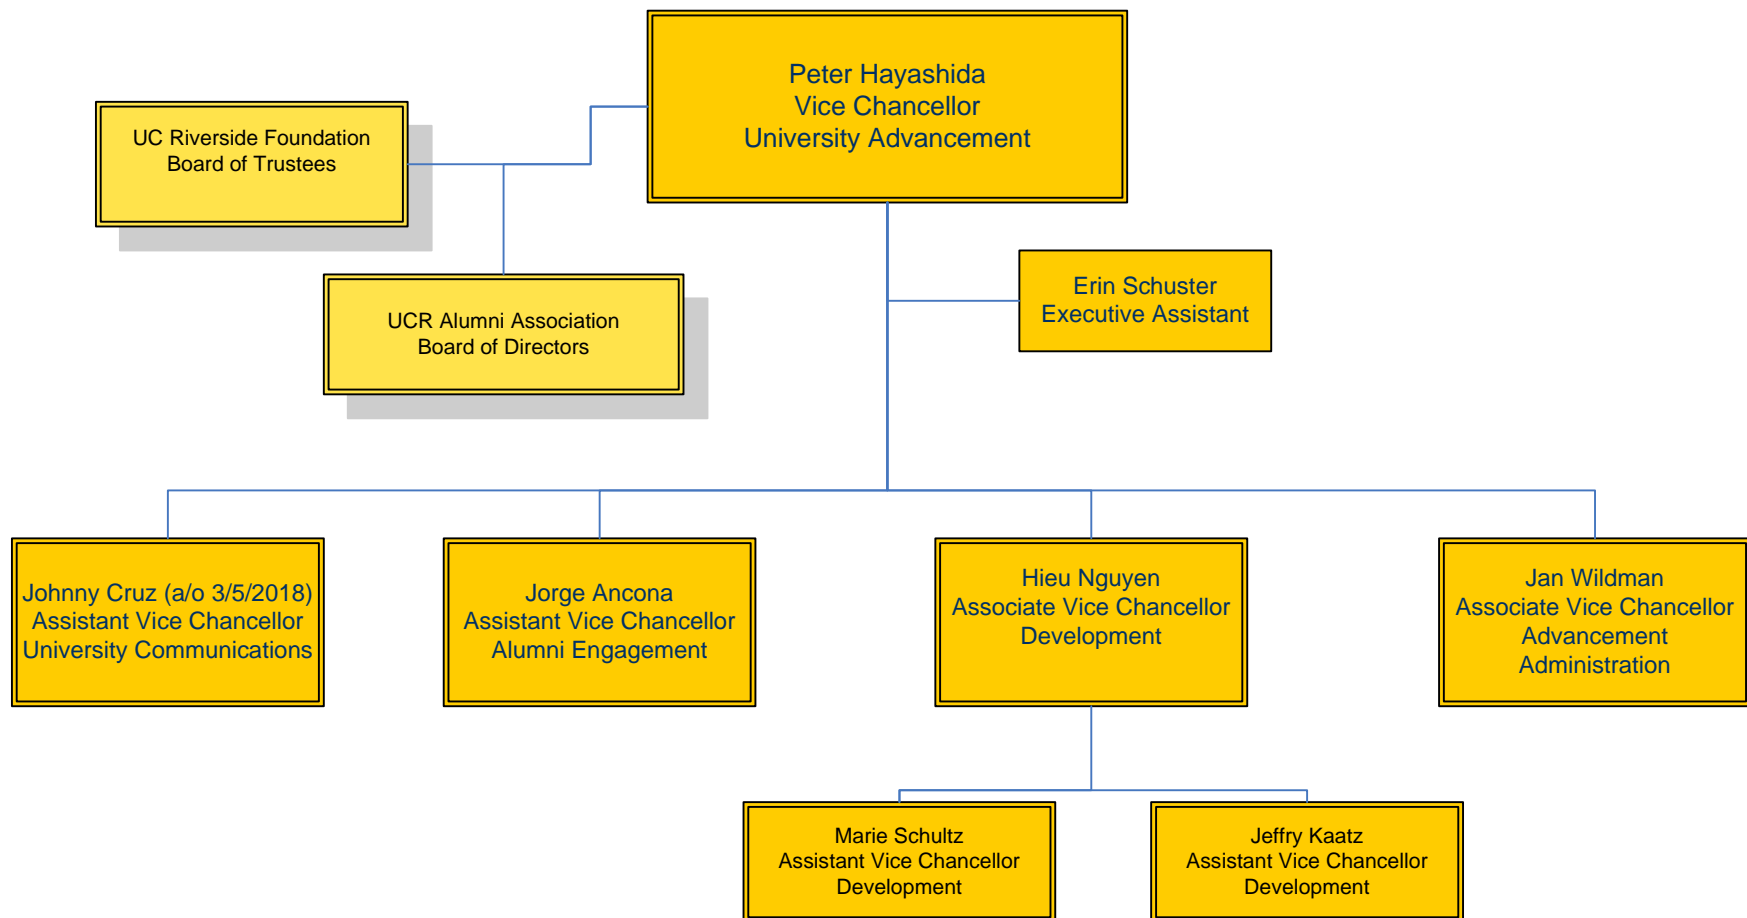 Peter Hayashida
Vice Chancellor
University Advancement
UC Riverside Foundation
Board of Trustees
UCR Alumni Association
Board of Directors
Erin Schuster
Executive Assistant
Johnny Cruz (a/o 3/5/2018)
Assistant Vice Chancellor
University Communications
Jorge Ancona
Assistant Vice Chancellor
Alumni Engagement
Hieu Nguyen
Associate Vice Chancellor
Development
Jan Wildman
Associate Vice Chancellor
Advancement
Administration
Marie Schultz
Assistant Vice Chancellor
Development
Jeffry Kaatz
Assistant Vice Chancellor
Development